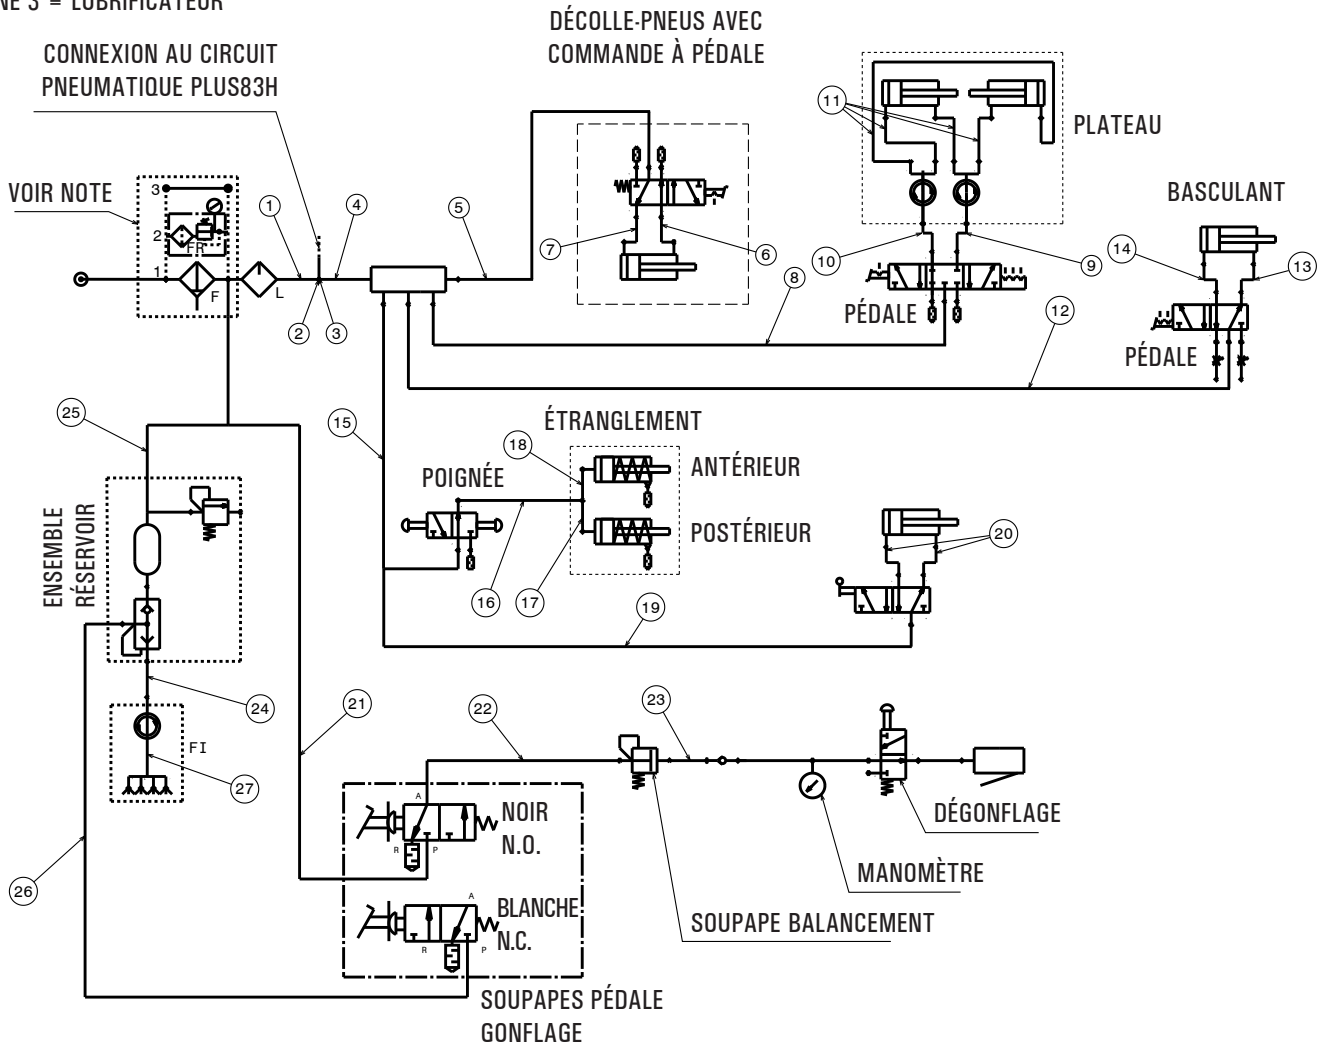 NE 3 = LUBRIFICATEUR
CONNEXION AU CIRCUIT
PNEUMATIQUE PLUS83H
DÉCOLLE-PNEUS AVEC
COMMANDE À PÉDALE
PLATEAU
11
VOIR NOTE
BASCULANT
3
2
FR
1
F
L
1
4
5
2
3
7
6
10
9
8
14
13
PÉDALE
12
PÉDALE
25
15
ÉTRANGLEMENT
18
ANTÉRIEUR
POIGNÉE
POSTÉRIEUR
ENSEMBLE
RÉSERVOIR
20
16
17
19
24
21
22
23
FI
27
26
A
NOIR
N.O.
R
P
A
BLANCHE
N.C.
R
P
DÉGONFLAGE
MANOMÈTRE
SOUPAPE BALANCEMENT
SOUPAPES PÉDALE
GONFLAGE